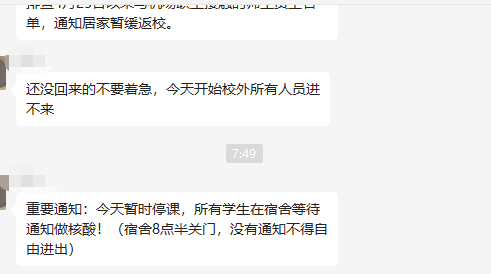 单，通知居家暂缓返校。
还没回来的不要着急，今天开始校外所有人员进
不来
7:49
重要通知：今天暂时停课，所有学生在宿舍等待
通知做核酸！（宿舍8点半关门，没有通知不得自
由进出）